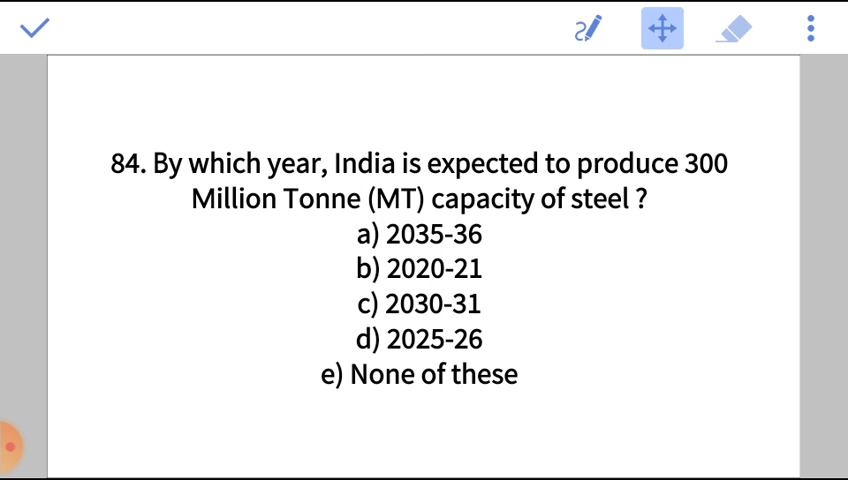 84. By which year, India is expected to produce 300
Million Tonne (MT) capacity of steel ?
a) 2035-36
b) 2020-21
c) 2030-31
d) 2025-26
e) None of these